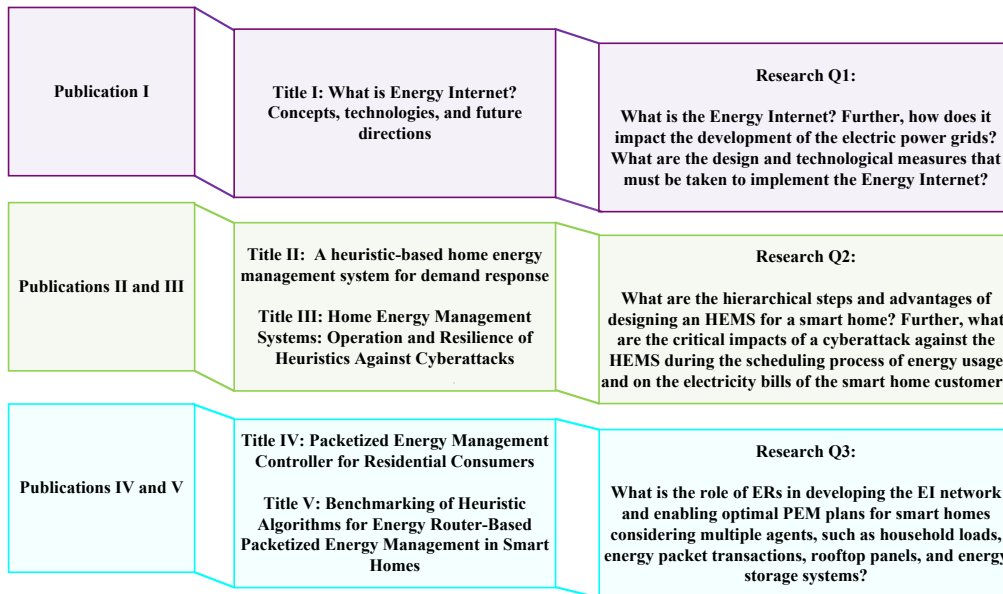 Publication I
Title I: What is Energy Internet?
Concepts, technologies, and future
directions
Research Q1:
What is the Energy Internet? Further, how does it
impact the development of the electric power grids?
What are the design and technological measures that
must be taken to implement the Energy Internet?
Publications II and III
Title II: A heuristic-based home energy
management system for demand response
Title III: Home Energy Management
Systems: Operation and Resilience of
Heuristics Against Cyberattacks
Research Q2:
What are the hierarchical steps and advantages of
designing an HEMS for a smart home? Further, what
are the critical impacts of a cyberattack against the
HEMS during the scheduling process of energy usage
and on the electricity bills of the smart home customer
Publications IV and V
Title IV: Packetized Energy Management
Controller for Residential Consumers
Title V: Benchmarking of Heuristic
Algorithms for Energy Router-Based
Packetized Energy Management in Smart
Homes
Research Q3:
What is the role of ERs in developing the EI network
and enabling optimal PEM plans for smart homes
considering multiple agents, such as household loads,
energy packet transactions, rooftop panels, and energy
storage systems?